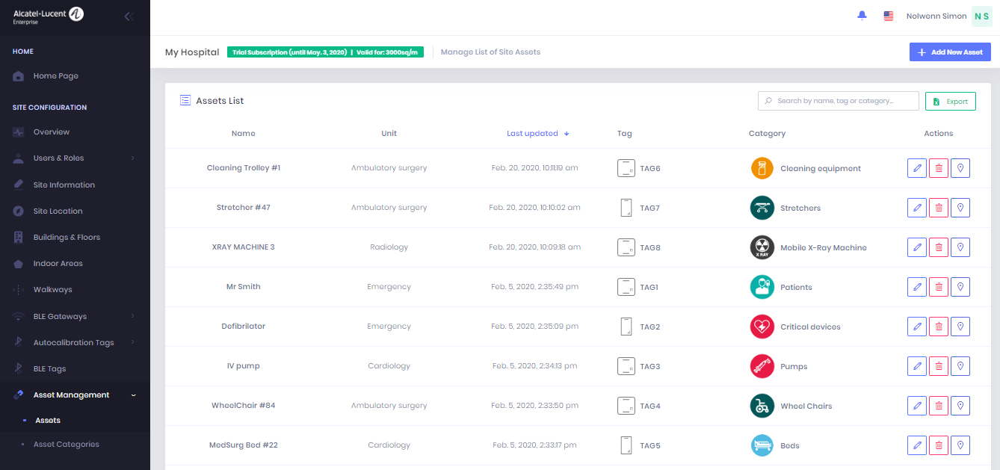 Alcatel·Lucent
Enterprise
HOME
Home Page
SITE CONFIGURATION
Overview
Users & Roles
Site Information
Site Location
Buildings & Floors
Indoor Areas
Walkways
BLE Gateways
Autocalibration Tags
BLE Tags
Asset Management
Assets
Asset Categories
Nolwenn Simon N S
My Hospital Trial Subscription (until May. 3, 2020) | Valid for: 3000sq/m Manage List of Site Assets Add New Asset
Assets List Search by name, tag or category... Export
Name Unit Last updated Tag Category Actions
Cleaning Trolley #1 Ambulatory surgery Feb. 20, 2020, 10:11:19 am TAG6 Cleaning equipment
Stretcher #47 Ambulatory surgery Feb. 20, 2020, 10:10:02 am TAG7 Stretchers
XRAY MACHINE 3 Radiology Feb. 20, 2020, 10:09:18 am TAG8 X RAY Mobile X-Ray Machine
Mr Smith Emergency Feb. 5, 2020, 2:35:49 pm TAG1 Patients
Defibrilator Emergency Feb. 5, 2020, 2:35:09 pm TAG2 Critical devices
IV pump Cardiology Feb. 5, 2020, 2:34:13 pm TAG3 Pumps
WheelChair #84 Ambulatory surgery Feb. 5, 2020, 2:33:50 pm TAG4 Wheel Chairs
MedSurg Bed #22 Cardiology Feb. 5, 2020, 2:33:17 pm TAG5 Beds